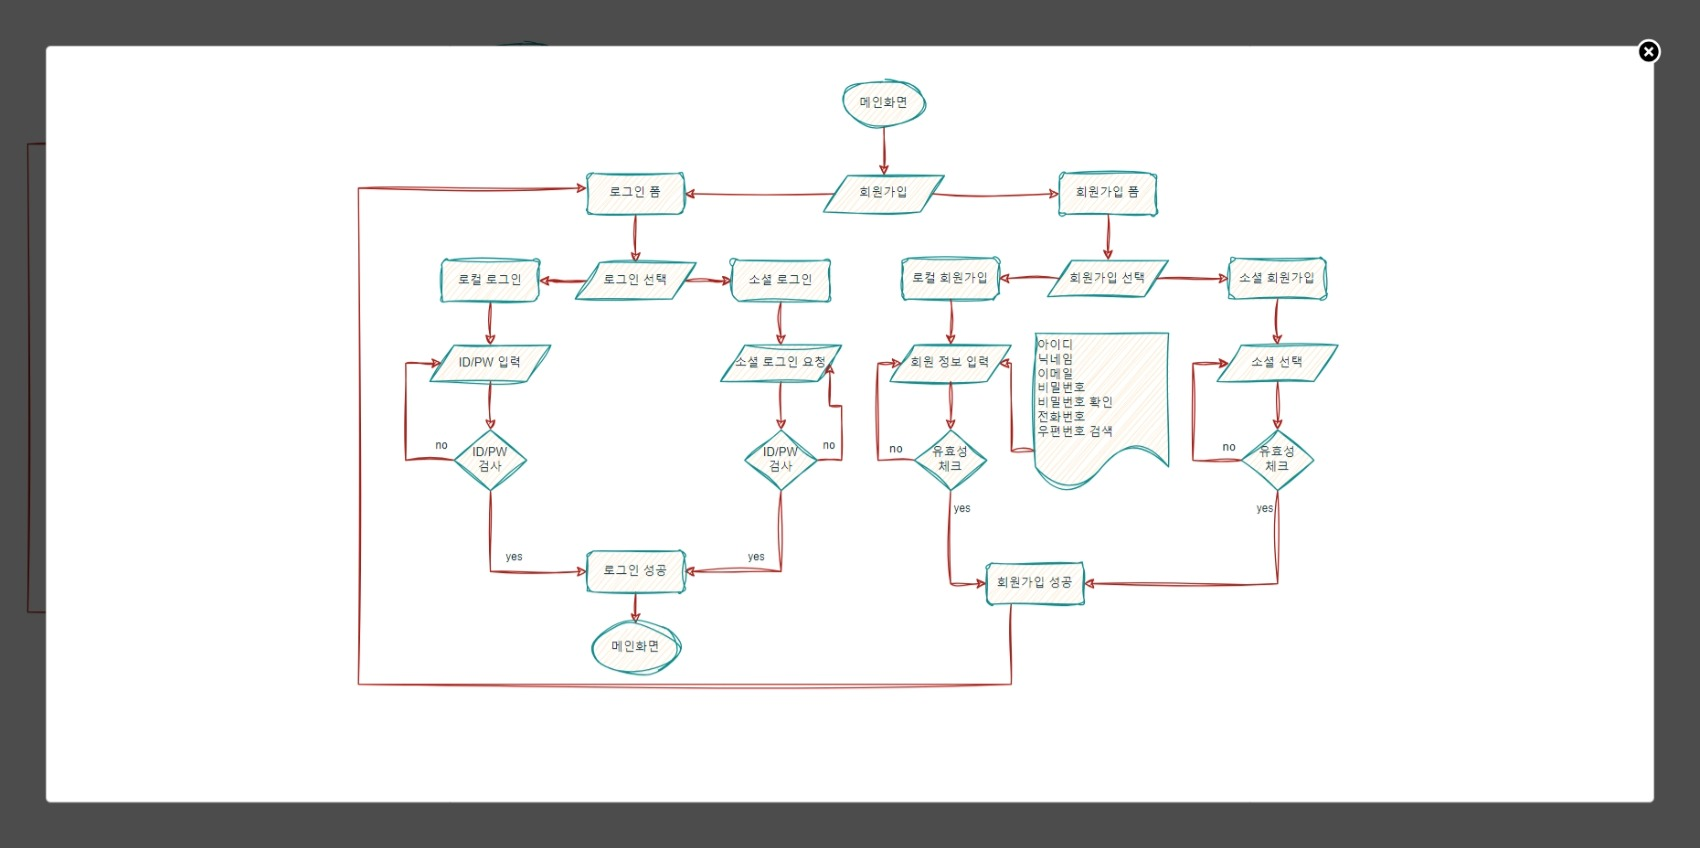 메인화면
로그인 폼
회원가입
회원가입 폼
로컬 로그인
로그인 선택
소셜 로그인
로컬 회원가입
회원가입 선택
소셜 회원가입
ID/PW 입력
소셜 로그인 요청
회원 정보 입력
아이디
닉네임
이메일
비밀번호
비밀번호 확인
전화번호
우편번호 검색
소셜 선택
no
ID/PW
검사
ID/PW
검사
no
no
유효성
체크
no
유효성
체크
yes
yes
yes
로그인 성공
yes
회원가입 성공
메인화면